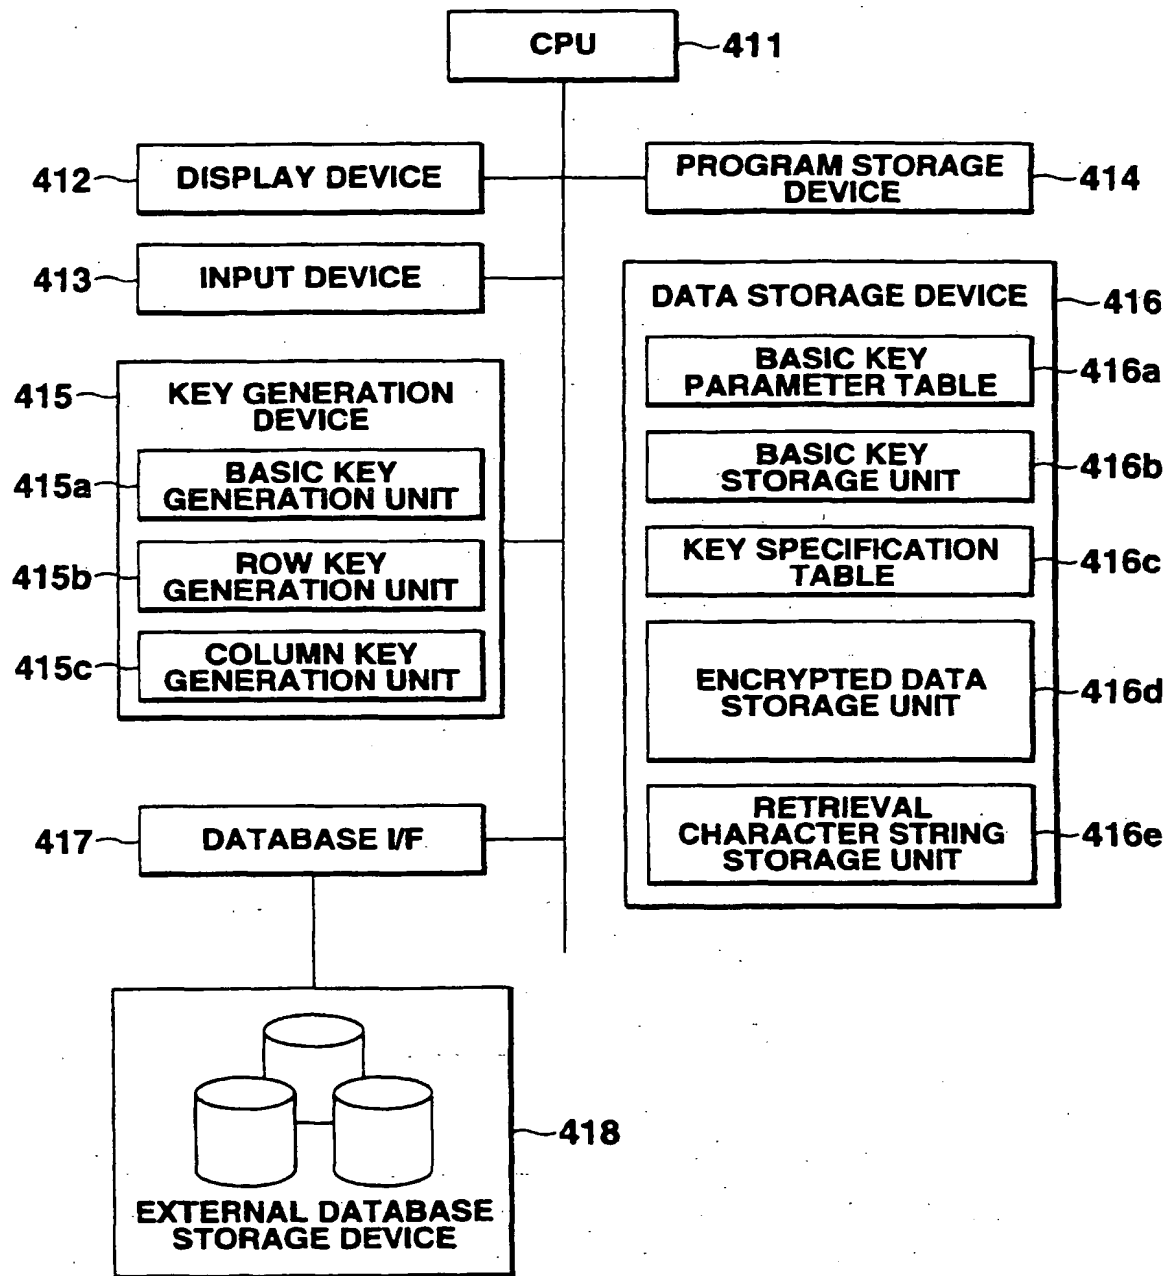 CPU
411
412
DISPLAY DEVICE
PROGRAM STORAGE
DEVICE
414
413
INPUT DEVICE
DATA STORAGE DEVICE
416
BASIC KEY
PARAMETER TABLE
416a
BASIC KEY
STORAGE UNIT
416b
KEY SPECIFICATION
TABLE
416c
ENCRYPTED DATA
STORAGE UNIT
416d
RETRIEVAL
CHARACTER STRING
STORAGE UNIT
416e
415
KEY GENERATION
DEVICE
415a
BASIC KEY
GENERATION UNIT
415b
ROW KEY
GENERATION UNIT
415c
COLUMN KEY
GENERATION UNIT
417
DATABASE I/F
418
EXTERNAL DATABASE
STORAGE DEVICE